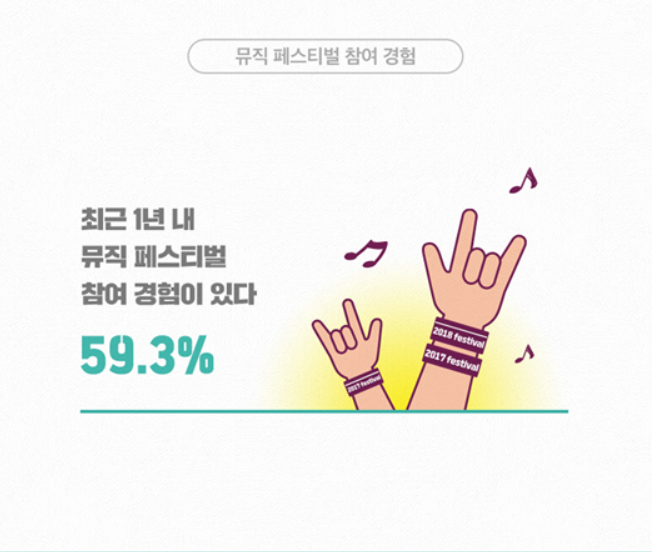 뮤직 페스티벌 참여 경험
최근 1년 내
뮤직 페스티벌
참여 경험이 있다
59.3%
2018 festival
2017 festival
2017 festival